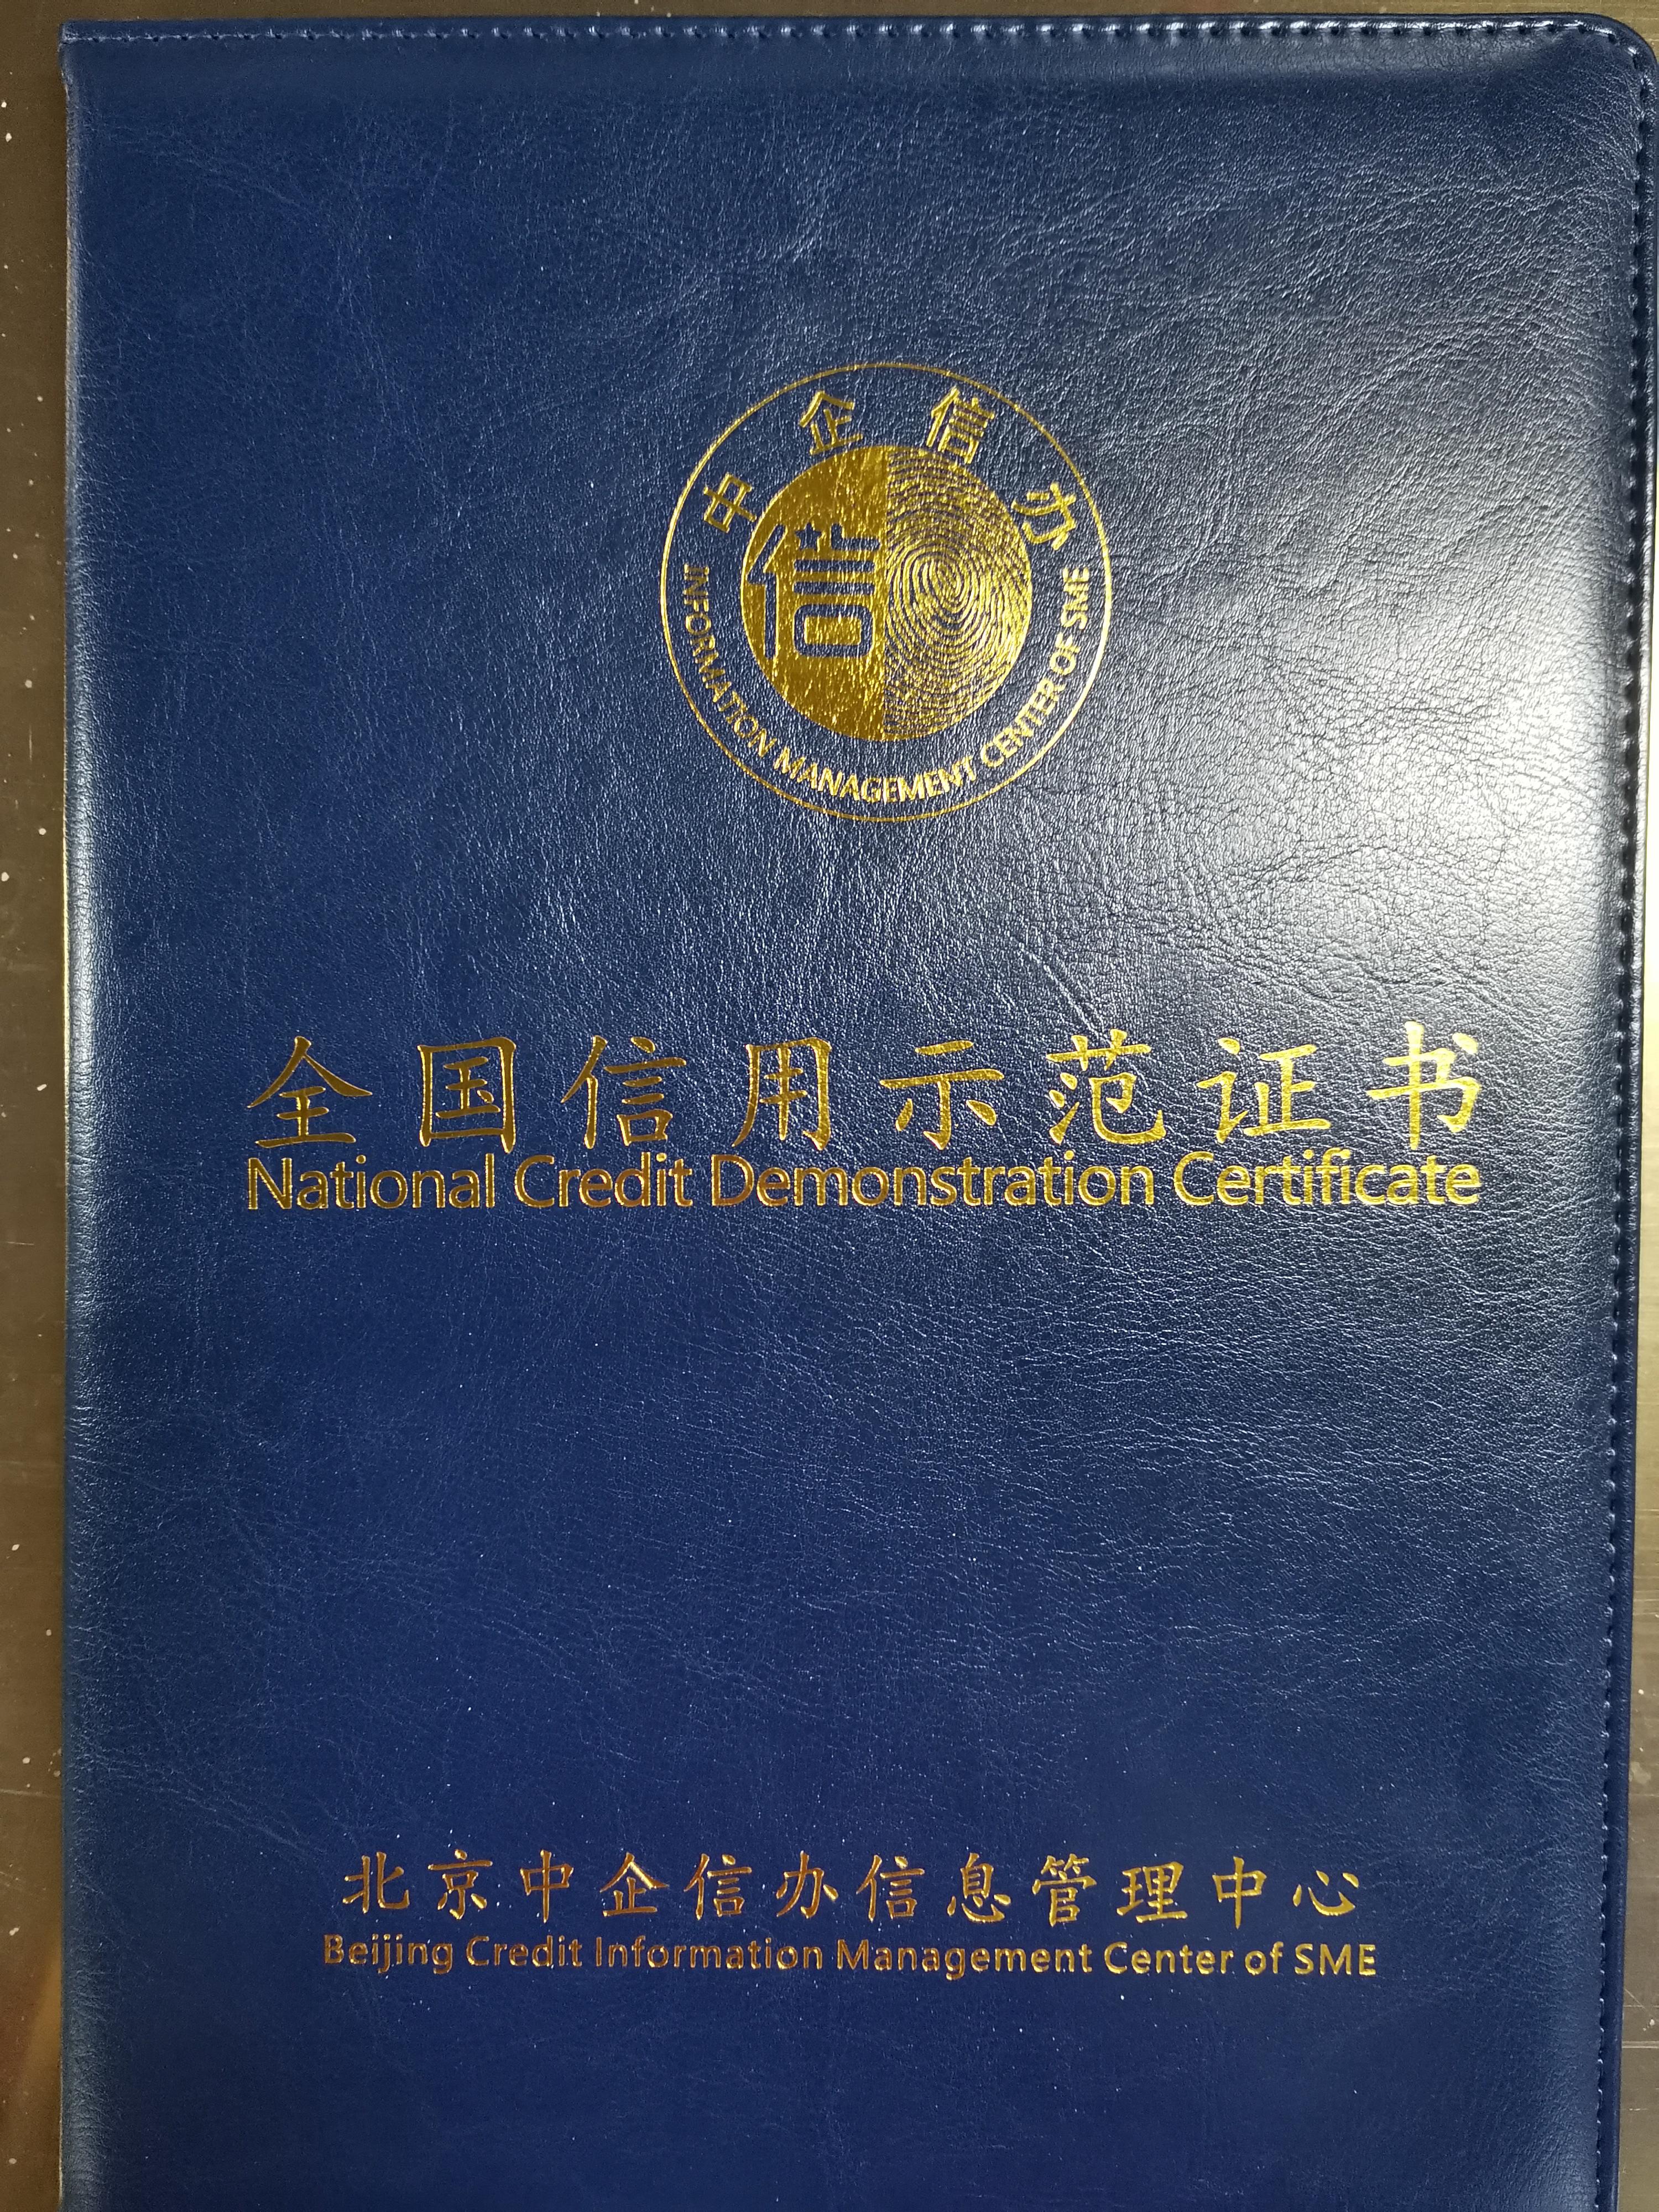 中企信办
信
INFORMATION MANAGEMENT CENTER OF SME
全国信用示范证书
National Credit Demonstration Certificate
北京中企信办信息管理中心
Beijing Credit Information Management Center of SME